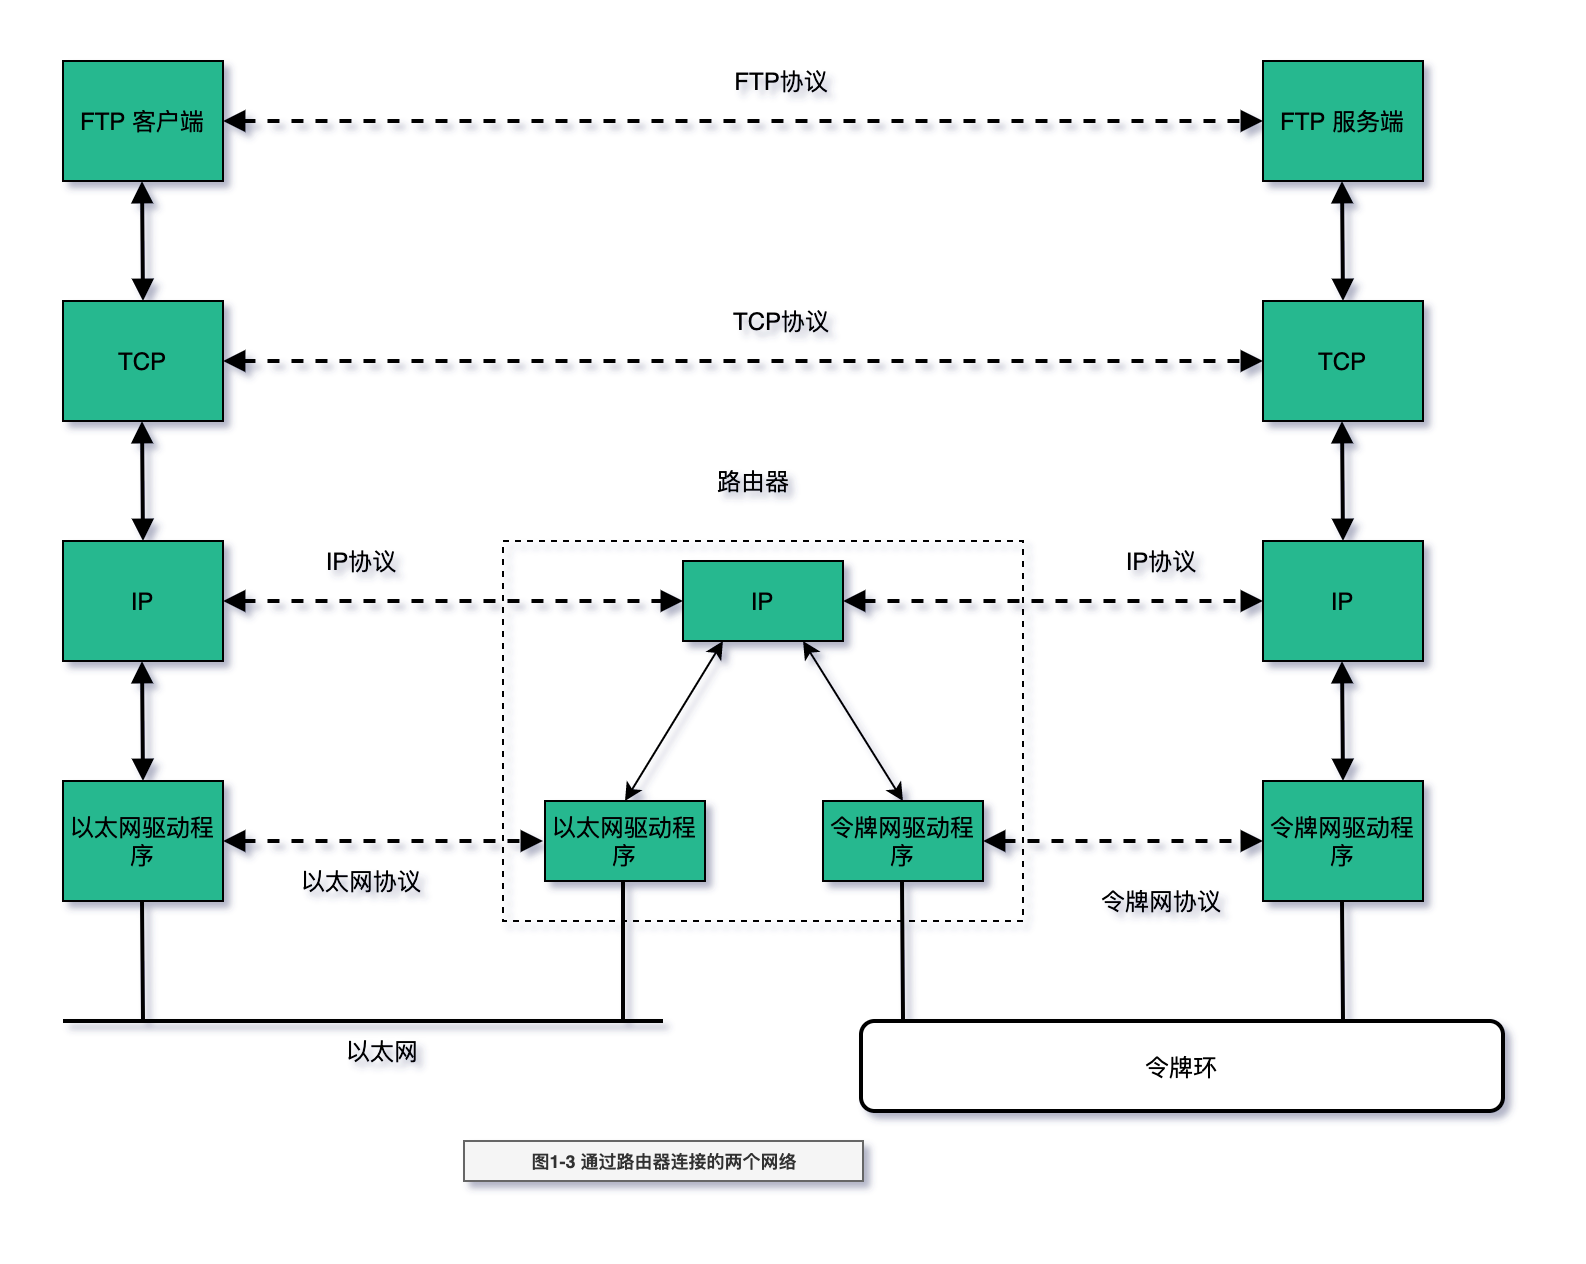 FTP协议
FTP 客户端
FTP 服务端
TCP协议
TCP
TCP
路由器
IP协议
IP协议
IP
IP
IP
以太网驱动程
序
以太网驱动程
序
令牌网驱动程
序
令牌网驱动程
序
以太网协议
令牌网协议
以太网
令牌环
图1-3 通过路由器连接的两个网络